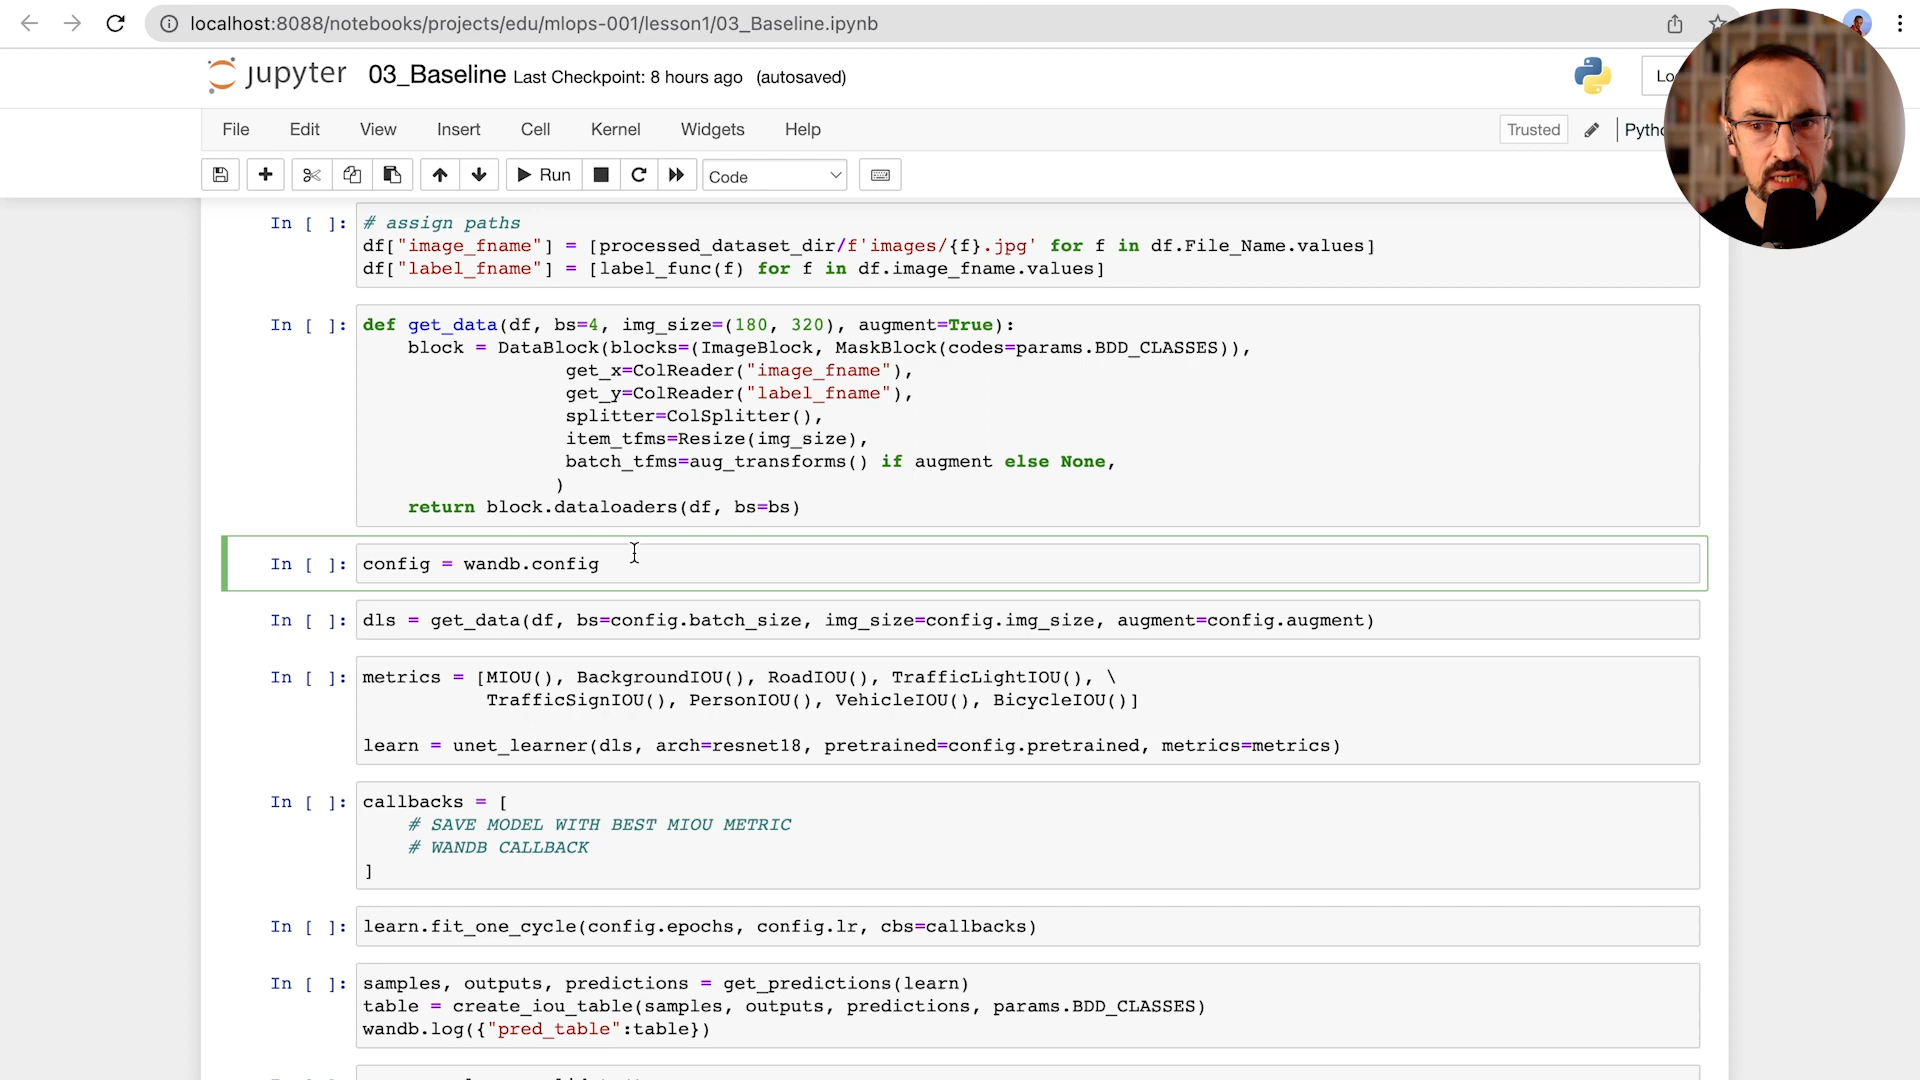 localhost:8088/notebooks/projects/edu/mlops-001/lesson1/03_Baseline.ipynb
jupyter 03_Baseline Last Checkpoint: 8 hours ago (autosaved)
File Edit View Insert Cell Kernel Widgets Help Trusted
Run Code
In [ ]: # assign paths
df["image_fname"] = [processed_dataset_dir/f'images/{f}.jpg' for f in df.File_Name.values]
df["label_fname"] = [label_func(f) for f in df.image_fname.values]
In [ ]: def get_data(df, bs=4, img_size=(180, 320), augment=True):
block = DataBlock(blocks=(ImageBlock, MaskBlock(codes=params.BDD_CLASSES)),
get_x=ColReader("image_fname"),
get_y=ColReader("label_fname"),
splitter=ColSplitter(),
item_tfms=Resize(img_size),
batch_tfms=aug_transforms() if augment else None,
)
return block.dataloaders(df, bs=bs)
In [ ]: config = wandb.config
In [ ]: dls = get_data(df, bs=config.batch_size, img_size=config.img_size, augment=config.augment)
In [ ]: metrics = [MIOU(), BackgroundIOU(), RoadIOU(), TrafficLightIOU(), \
TrafficSignIOU(), PersonIOU(), VehicleIOU(), BicycleIOU()]
learn = unet_learner(dls, arch=resnet18, pretrained=config.pretrained, metrics=metrics)
In [ ]: callbacks = [
# SAVE MODEL WITH BEST MIOU METRIC
# WANDB CALLBACK
]
In [ ]: learn.fit_one_cycle(config.epochs, config.lr, cbs=callbacks)
In [ ]: samples, outputs, predictions = get_predictions(learn)
table = create_iou_table(samples, outputs, predictions, params.BDD_CLASSES)
wandb.log({"pred_table":table})